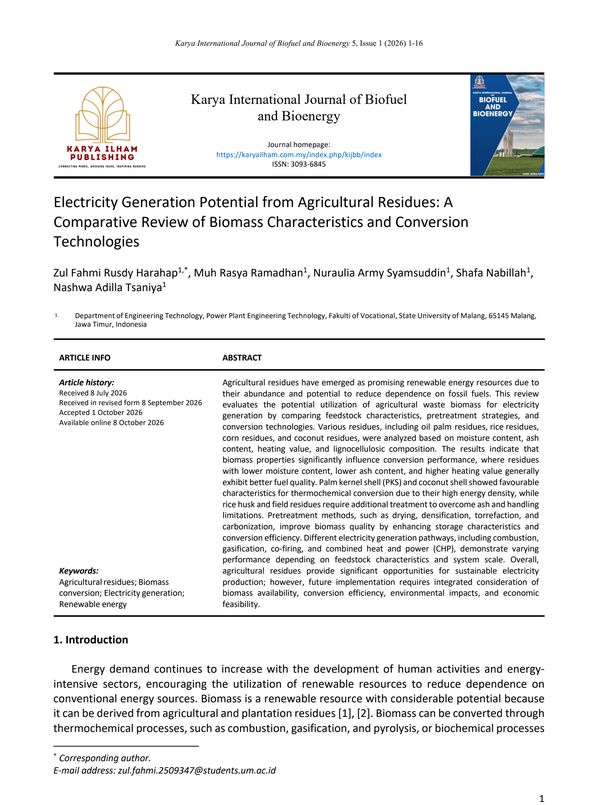 Karya International Journal of Biofuel and Bioenergy 5, Issue 1 (2026) 1-16
KARYA ILHAM
PUBLISHING
CONNECTING MINDS, BRIDGING IDEAS, INSPIRING READERS
Karya International Journal of Biofuel
and Bioenergy
Journal homepage:
https://karyailham.com.my/index.php/kijbb/index
ISSN: 3093-6845
BIOFUEL
AND
BIOENERGY
Electricity Generation Potential from Agricultural Residues: A
Comparative Review of Biomass Characteristics and Conversion
Technologies
Zul Fahmi Rusdy Harahap1,*, Muh Rasya Ramadhan1, Nuraulia Army Syamsuddin1, Shafa Nabillah1,
Nashwa Adilla Tsaniya1
1. Department of Engineering Technology, Power Plant Engineering Technology, Fakulti of Vocational, State University of Malang, 65145 Malang,
Jawa Timur, Indonesia
ARTICLE INFO
Article history:
Received 8 July 2026
Received in revised form 8 September 2026
Accepted 1 October 2026
Available online 8 October 2026
Keywords:
Agricultural residues; Biomass
conversion; Electricity generation;
Renewable energy
ABSTRACT
Agricultural residues have emerged as promising renewable energy resources due to
their abundance and potential to reduce dependence on fossil fuels. This review
evaluates the potential utilization of agricultural waste biomass for electricity
generation by comparing feedstock characteristics, pretreatment strategies, and
conversion technologies. Various residues, including oil palm residues, rice residues,
corn residues, and coconut residues, were analyzed based on moisture content, ash
content, heating value, and lignocellulosic composition. The results indicate that
biomass properties significantly influence conversion performance, where residues
with lower moisture content, lower ash content, and higher heating value generally
exhibit better fuel quality. Palm kernel shell (PKS) and coconut shell showed favourable
characteristics for thermochemical conversion due to their high energy density, while
rice husk and field residues require additional treatment to overcome ash and handling
limitations. Pretreatment methods, such as drying, densification, torrefaction, and
carbonization, improve biomass quality by enhancing storage characteristics and
conversion efficiency. Different electricity generation pathways, including combustion,
gasification, co-firing, and combined heat and power (CHP), demonstrate varying
performance depending on feedstock characteristics and system scale. Overall,
agricultural residues provide significant opportunities for sustainable electricity
production; however, future implementation requires integrated consideration of
biomass availability, conversion efficiency, environmental impacts, and economic
feasibility.
1. Introduction
Energy demand continues to increase with the development of human activities and energy-
intensive sectors, encouraging the utilization of renewable resources to reduce dependence on
conventional energy sources. Biomass is a renewable resource with considerable potential because
it can be derived from agricultural and plantation residues [1], [2]. Biomass can be converted through
thermochemical processes, such as combustion, gasification, and pyrolysis, or biochemical processes
* Corresponding author.
E-mail address: zul.fahmi.2509347@students.um.ac.id
1